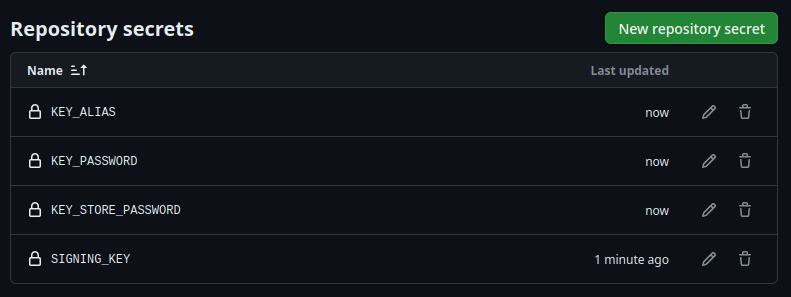 Repository secrets
New repository secret
Name Last updated
KEY_ALIAS now
KEY_PASSWORD now
KEY_STORE_PASSWORD now
SIGNING_KEY 1 minute ago